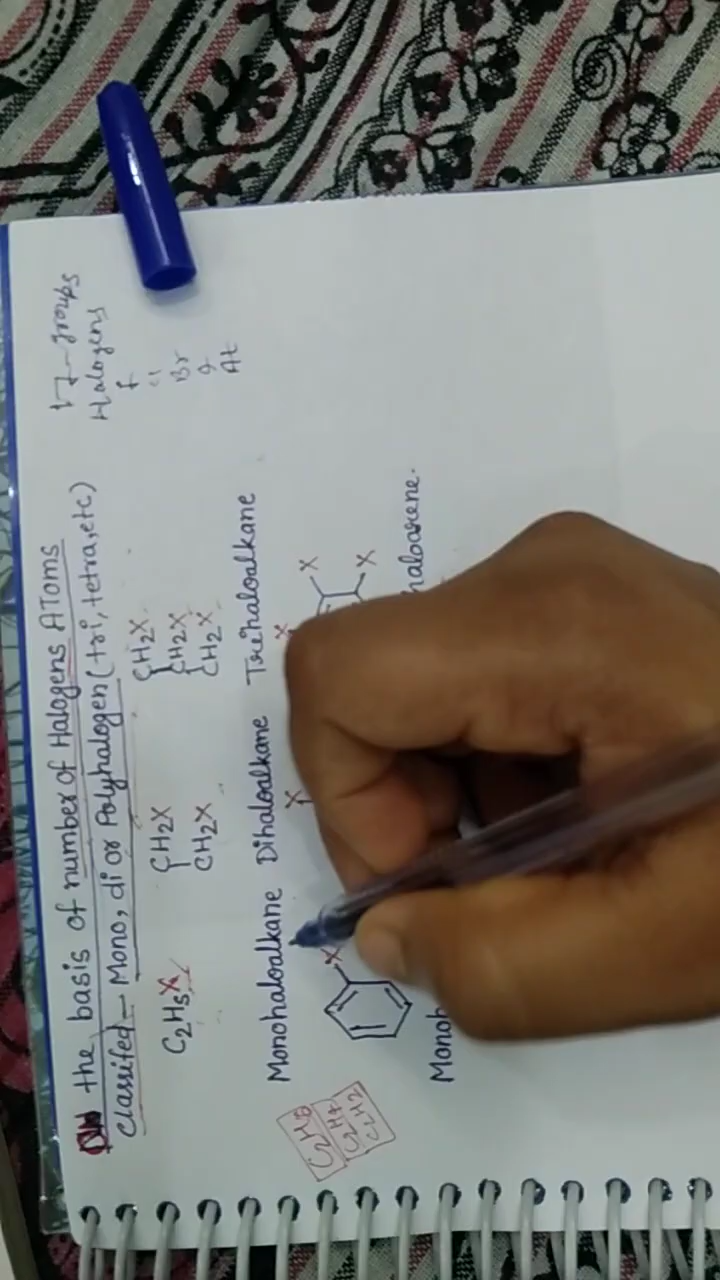 On the basis of number of Halogens Atoms
Classifed - Mono, di or Polyhalogen (tri, tetra, etc)
17-groups
Halogens
F
Cl
Br
I
At
C2H5X
CH2X
CH2X
CH2X
CH2X
CH2X
Monohaloalkane Dihaloalkane Trihaloalkane
X
X
X
X
X
Monoh
haloarene.
C2H6
C2H4
C2H2